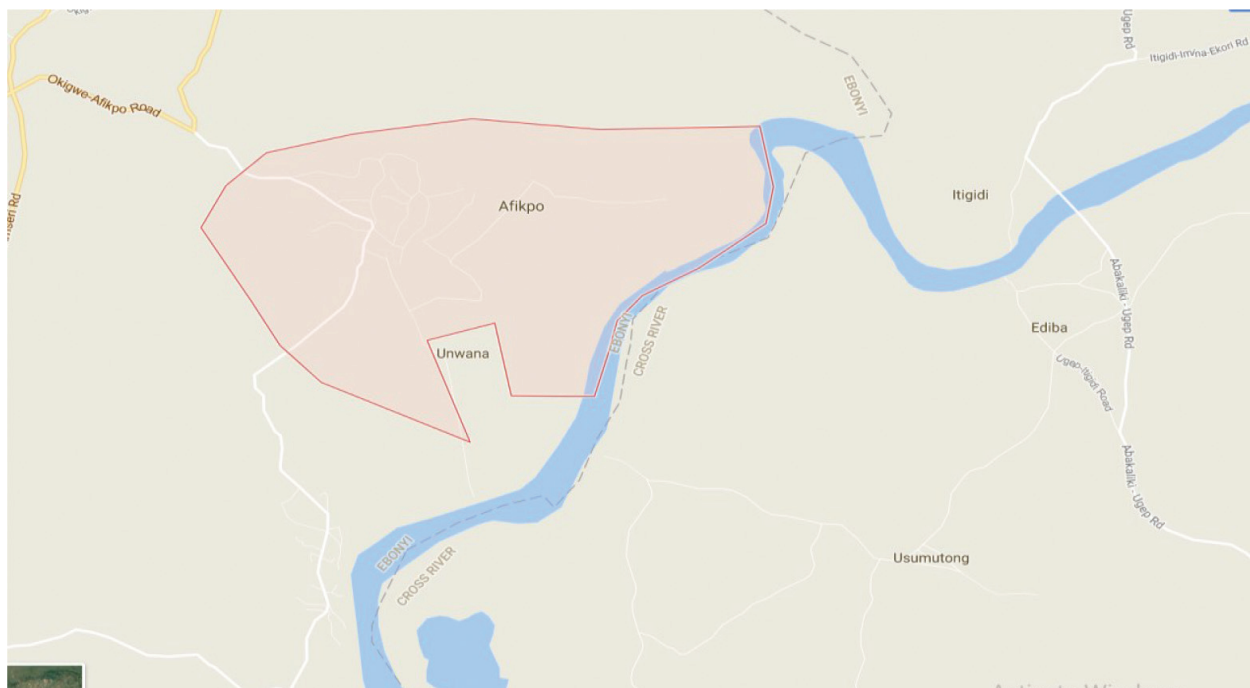 Ugep Rd
Itigidi-Imina-Ekori Rd
EBONYI
Okigwe-Afikpo Road
Itigidi
Afikpo
Abakaliki - Ugep Rd
EBONYI
CROSS RIVER
Ediba
Unwana
Ugep-Itigidi Road
Abakaliki - Ugep Rd
EBONYI
CROSS RIVER
Usumutong